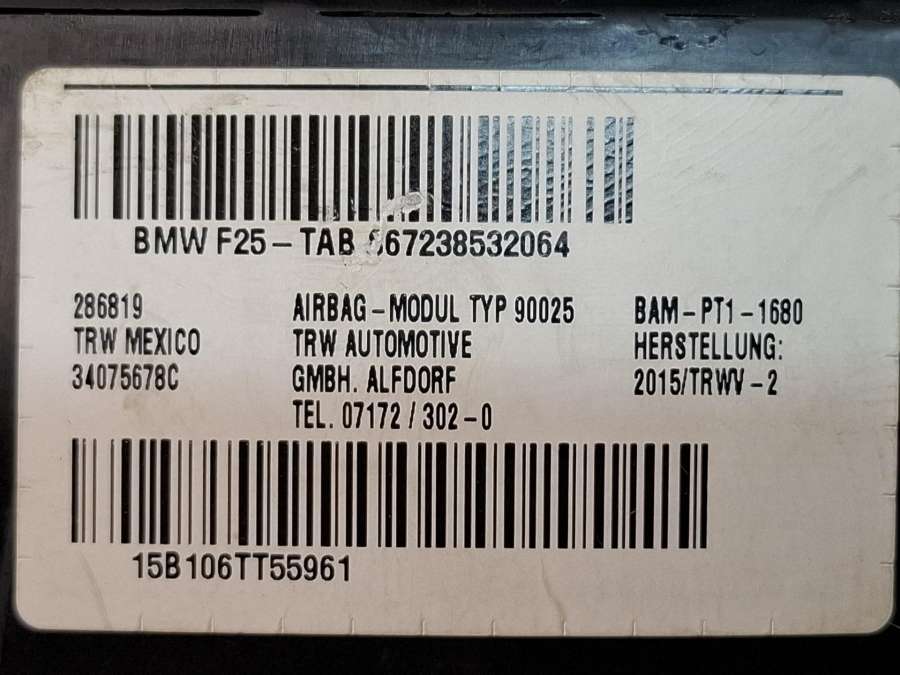 BMW F25-TAB 667238532064
286819
TRW MEXICO
34075678C
AIRBAG-MODUL TYP 90025
TRW AUTOMOTIVE
GMBH. ALFDORF
TEL. 07172/302-0
BAM-PT1-1680
HERSTELLUNG:
2015/TRWV-2
15B106TT55961